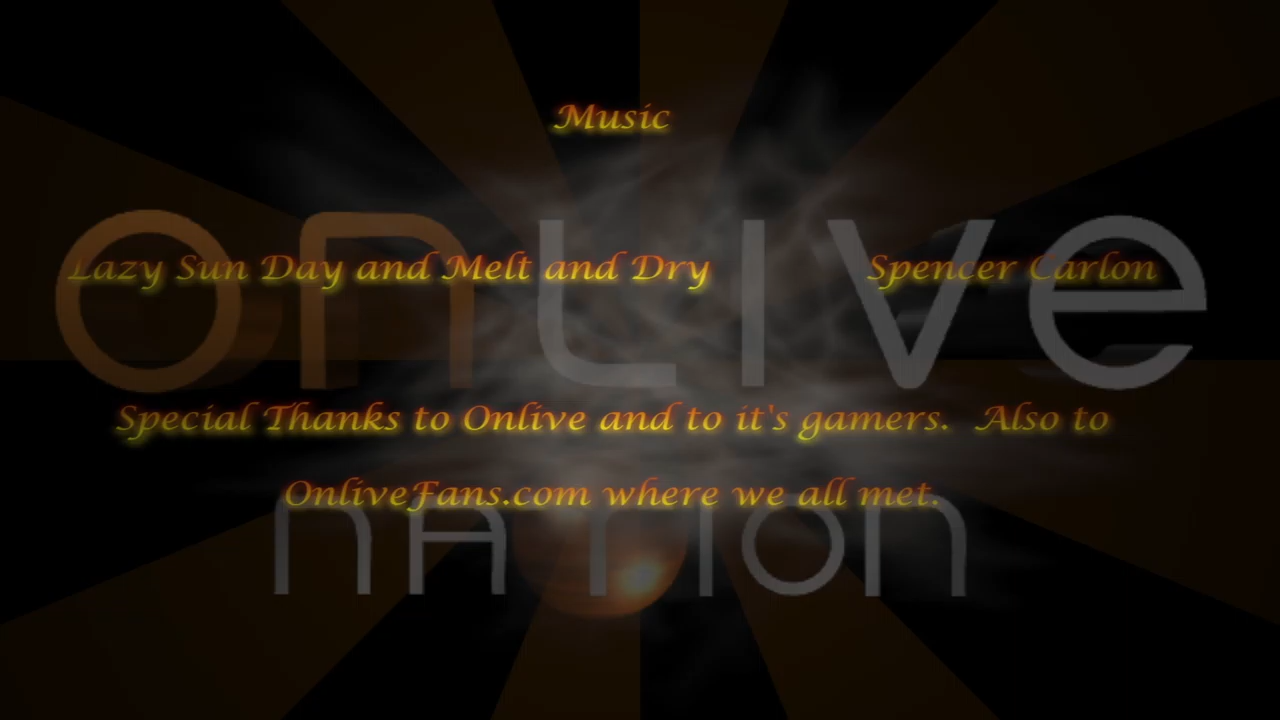 Music
Lazy Sun Day and Melt and Dry Spencer Carlon
ONLIVE
Special Thanks to Onlive and to it's gamers. Also to
OnliveFans.com where we all met.
NATION